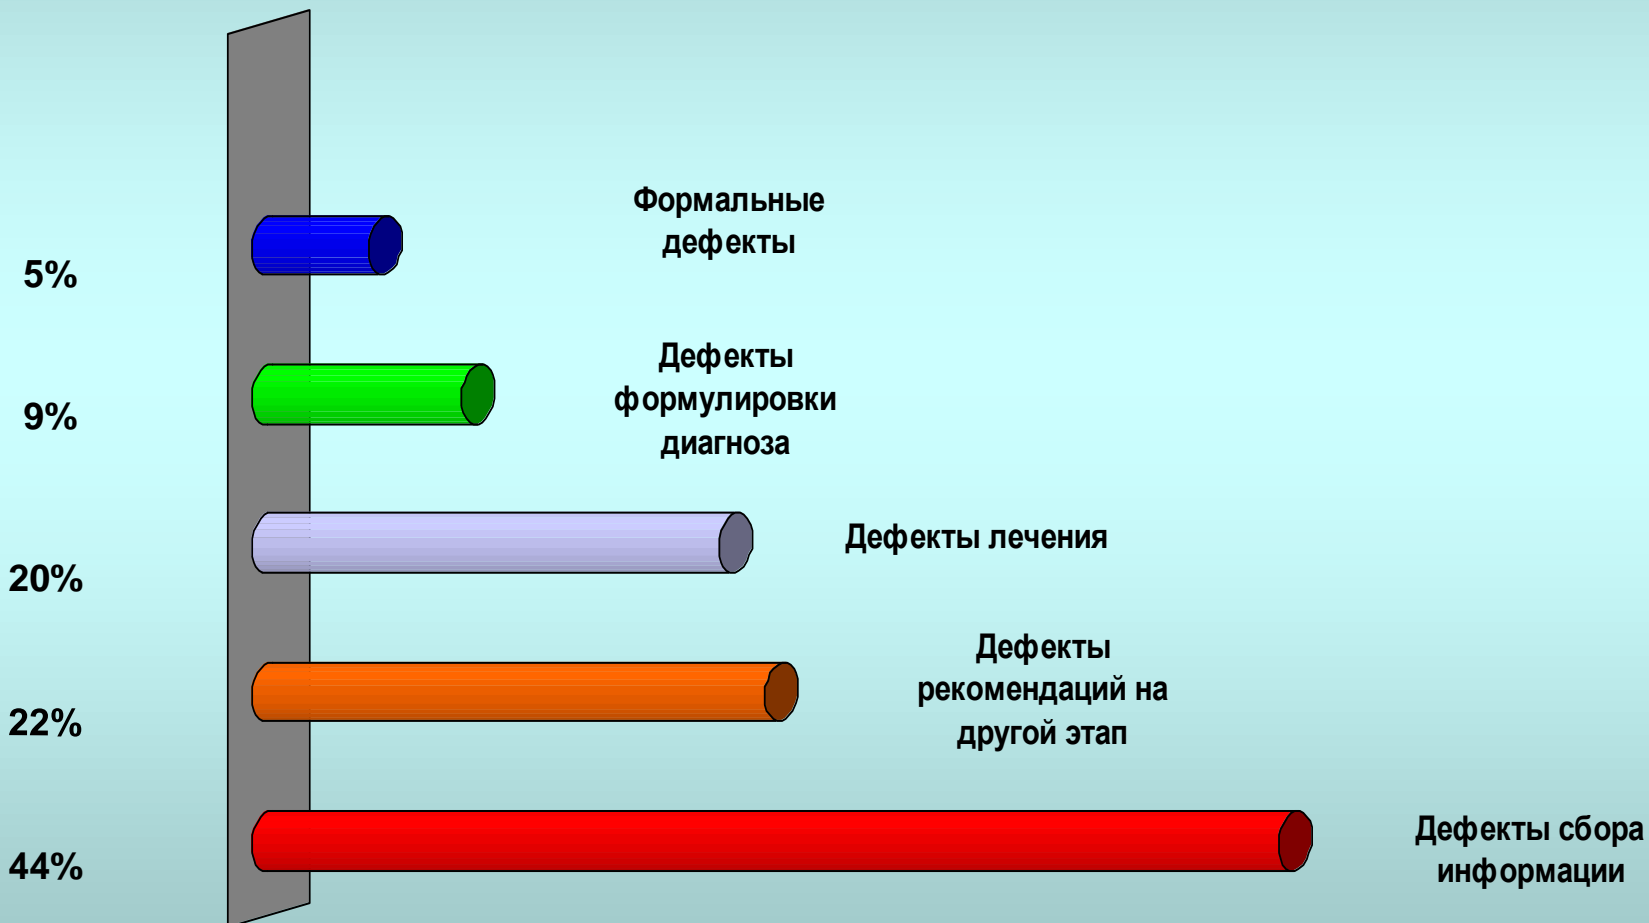 5%
Формальные
дефекты
9%
Дефекты
формулировки
диагноза
20%
Дефекты лечения
22%
Дефекты
рекомендаций на
другой этап
44%
Дефекты сбора
информации